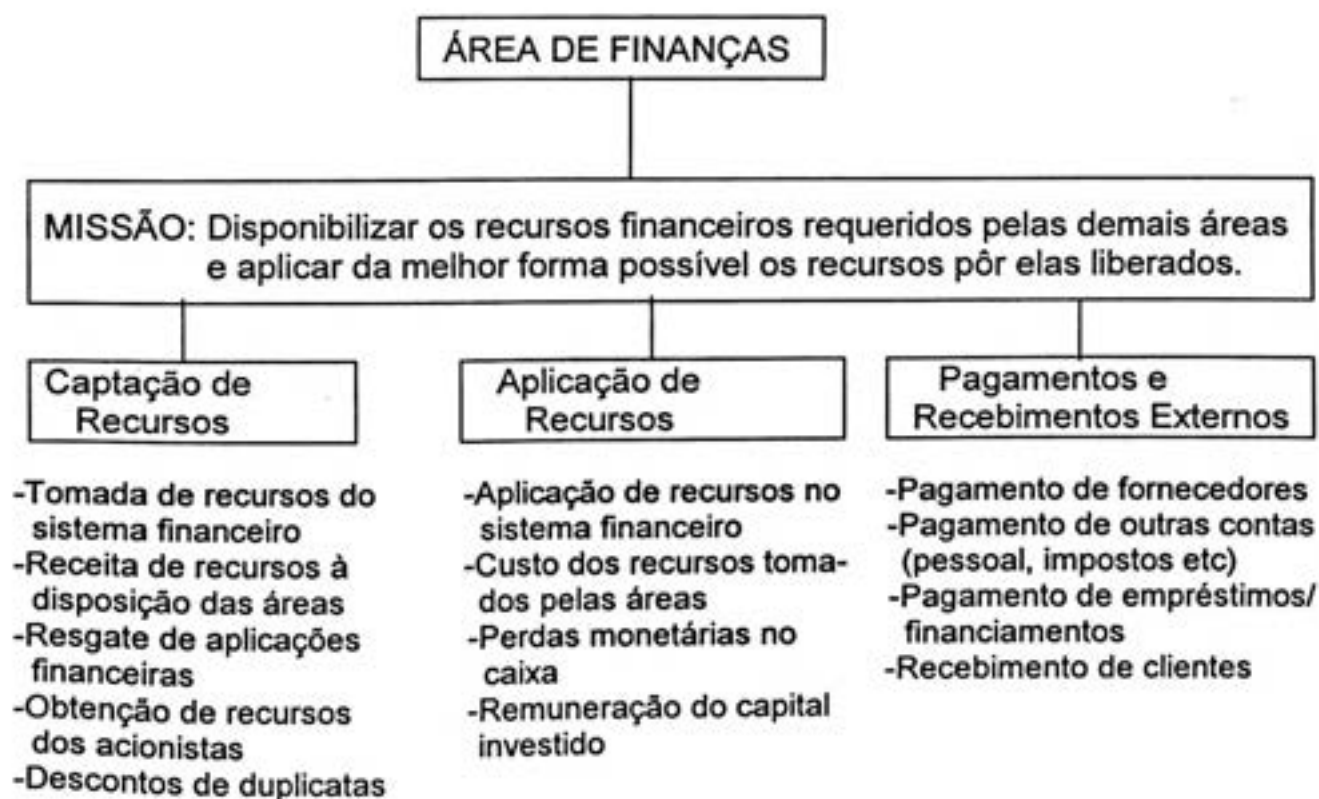 ÁREA DE FINANÇAS
MISSÃO: Disponibilizar os recursos financeiros requeridos pelas demais áreas
e aplicar da melhor forma possível os recursos pôr elas liberados.
Captação de
Recursos
-Tomada de recursos do
sistema financeiro
-Receita de recursos à
disposição das áreas
-Resgate de aplicações
financeiras
-Obtenção de recursos
dos acionistas
-Descontos de duplicatas
Aplicação de
Recursos
-Aplicação de recursos no
sistema financeiro
-Custo dos recursos toma-
dos pelas áreas
-Perdas monetárias no
caixa
-Remuneração do capital
investido
Pagamentos e
Recebimentos Externos
-Pagamento de fornecedores
-Pagamento de outras contas
(pessoal, impostos etc)
-Pagamento de empréstimos/
financiamentos
-Recebimento de clientes